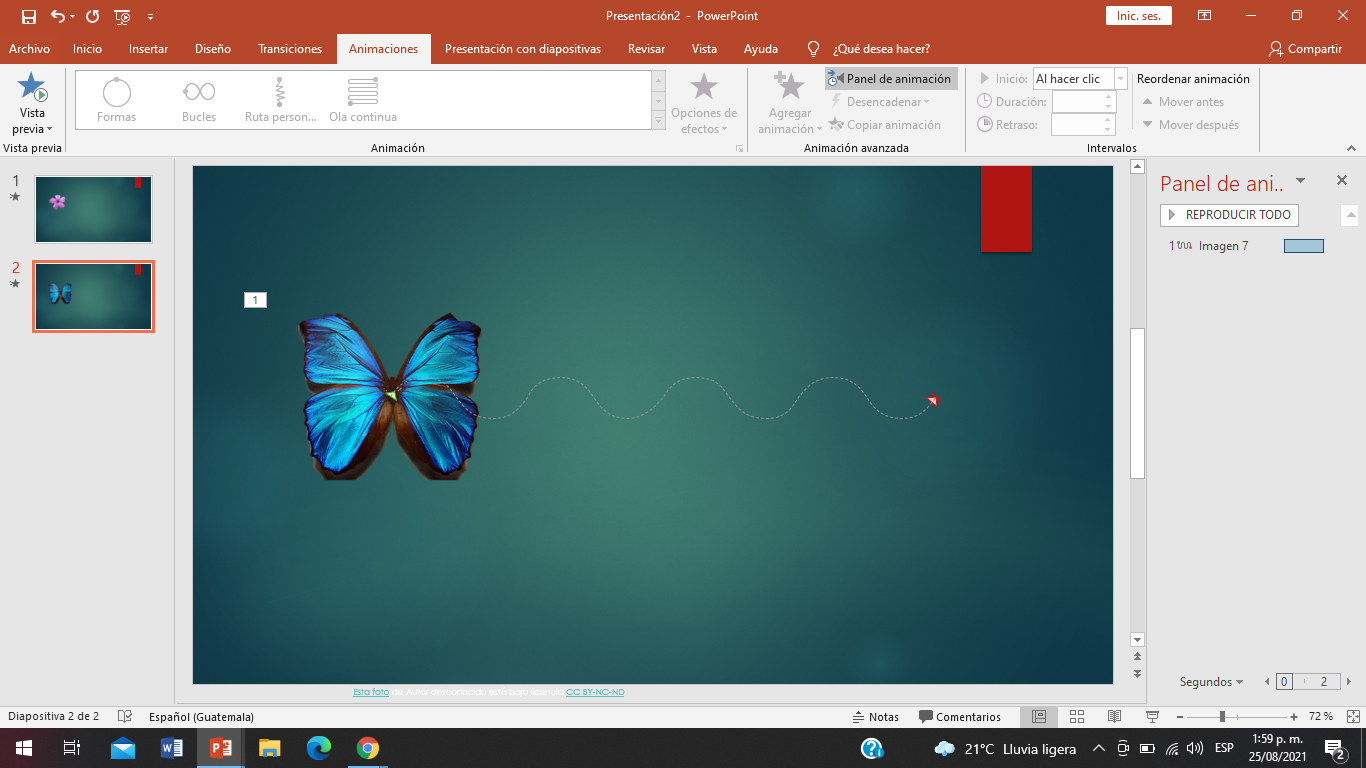 Presentación2 - PowerPoint
Inic. ses.
Archivo Inicio Insertar Diseño Transiciones Animaciones Presentación con diapositivas Revisar Vista Ayuda ¿Qué desea hacer? Compartir
Vista previa
Formas Bucles Ruta person... Ola continua
Opciones de efectos
Agregar animación
Panel de animación
Desencadenar
Copiar animación
Inicio: Al hacer clic
Duración:
Retraso:
Reordenar animación
Mover antes
Mover después
Vista previa Animación Animación avanzada Intervalos
1
2
1
Panel de ani..
REPRODUCIR TODO
1 Imagen 7
Segundos 0 2
Esta foto de Autor desconocido está bajo licencia CC BY-NC-ND
Diapositiva 2 de 2 Español (Guatemala) Notas Comentarios 72 %
21°C Lluvia ligera ESP 1:59 p. m.
25/08/2021
2